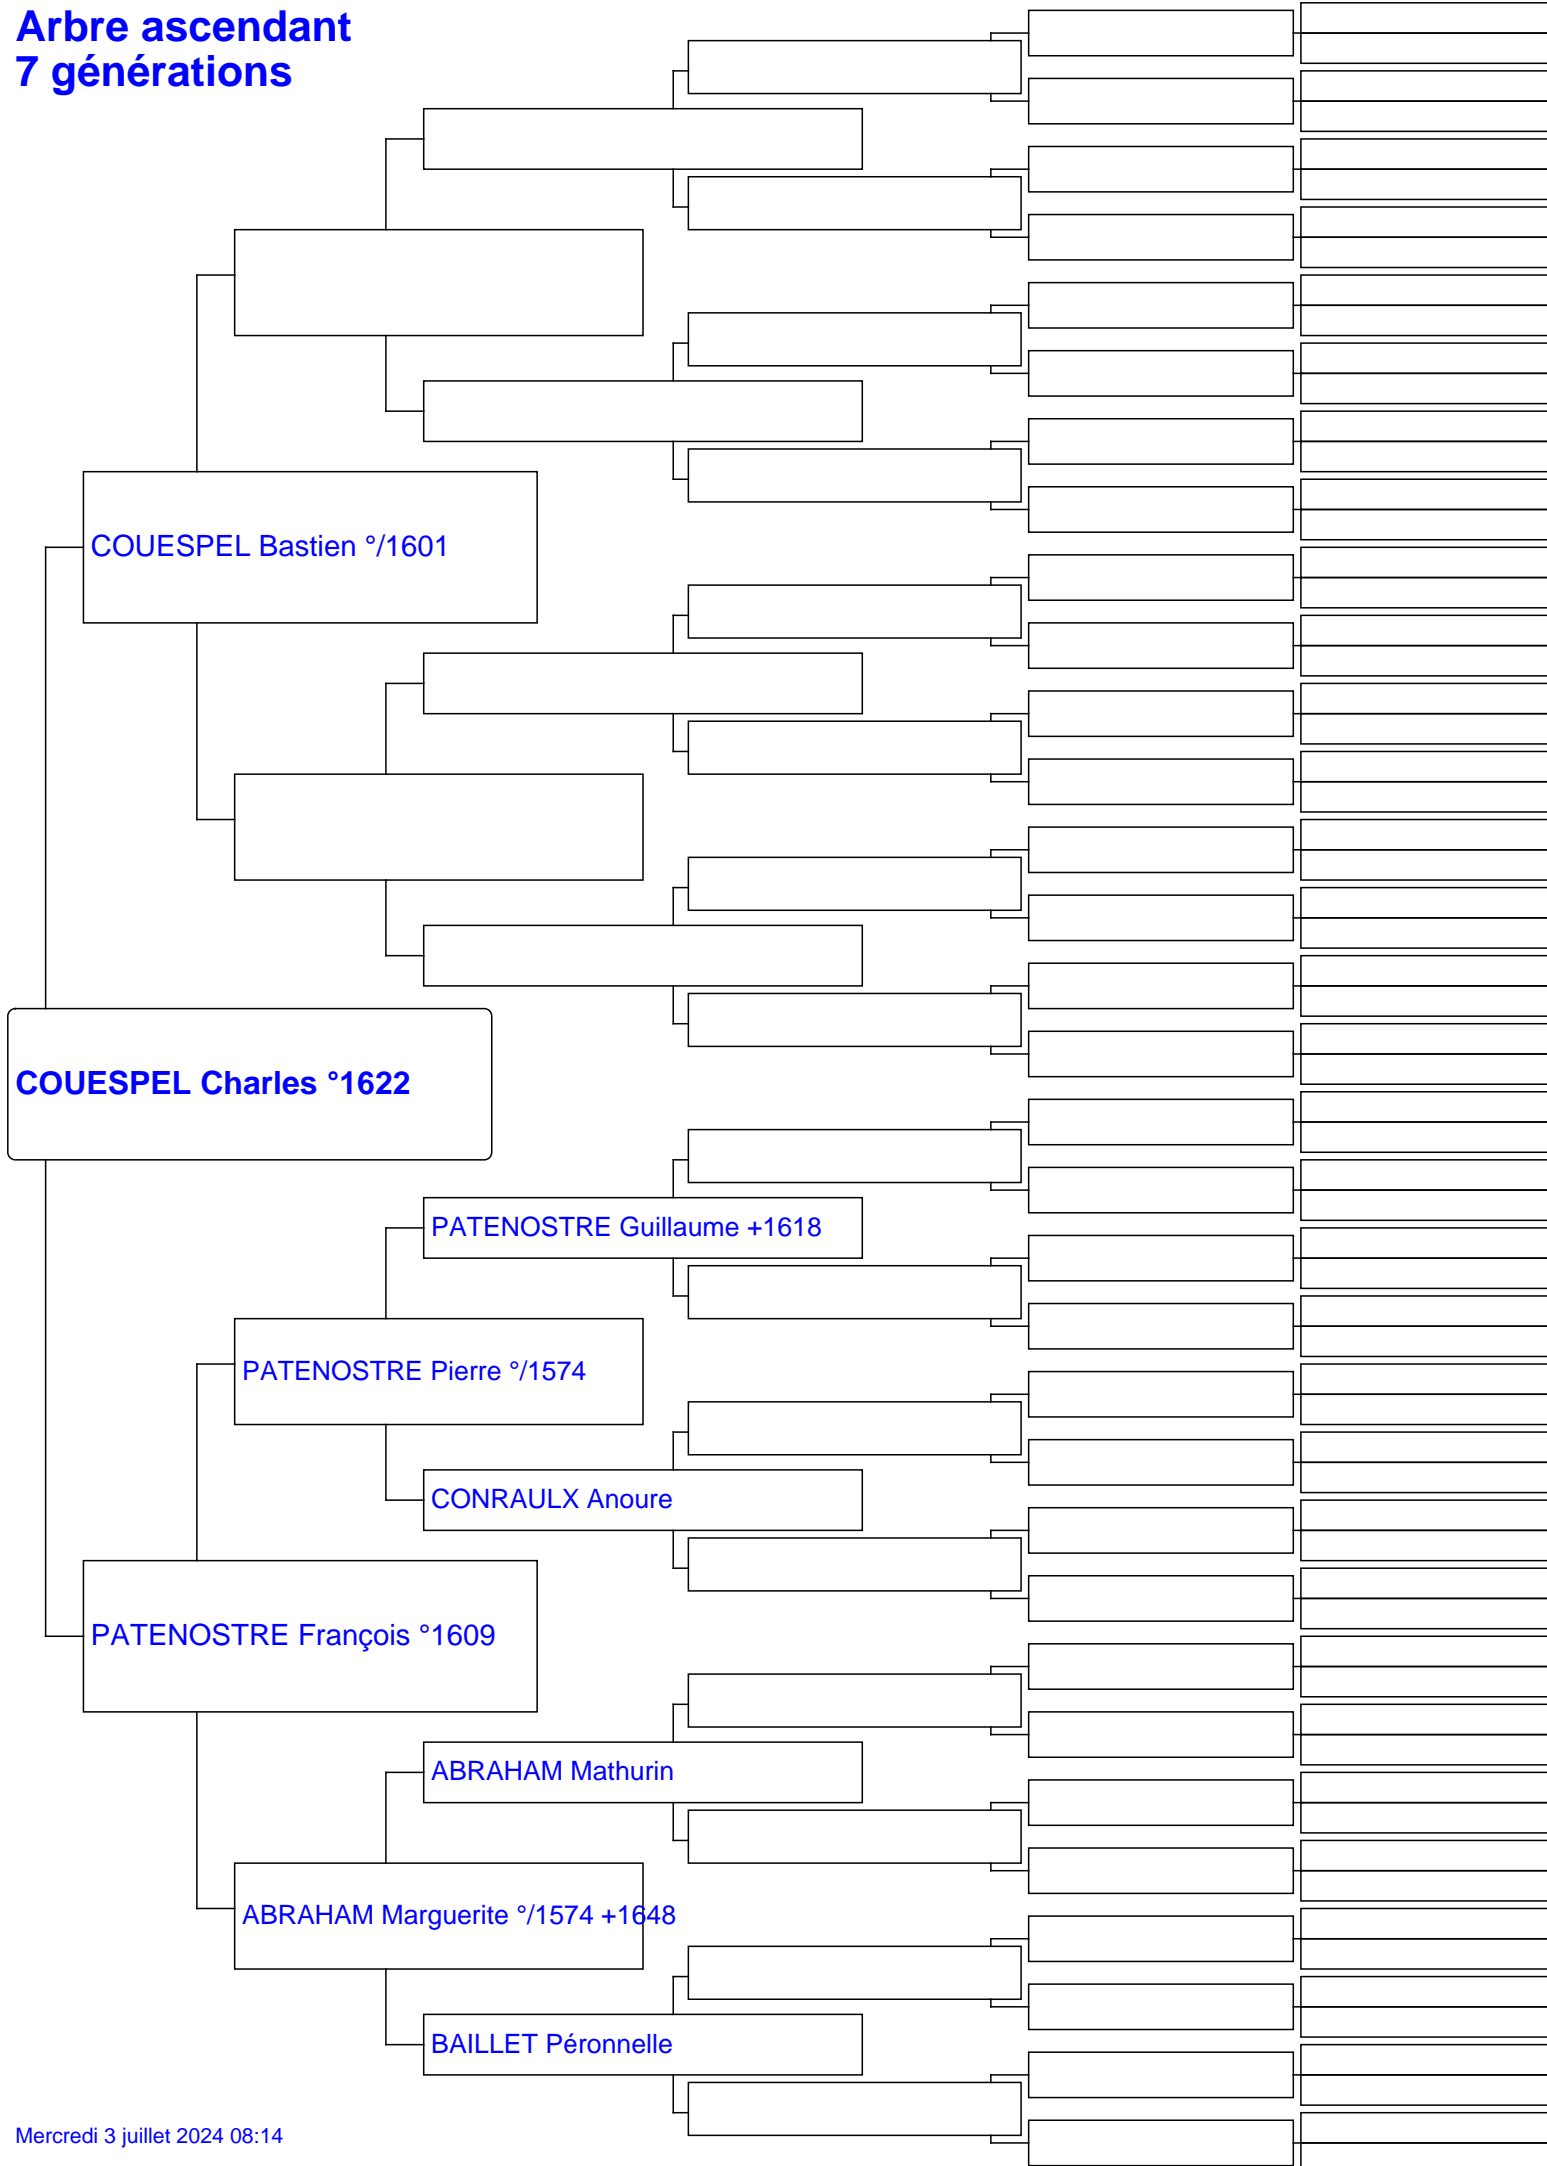 Arbre ascendant
7 générations
COUESPEL Bastien °/1601
COUESPEL Charles °1622
PATENOSTRE Guillaume +1618
PATENOSTRE Pierre °/1574
CONRAULX Anoure
PATENOSTRE François °1609
ABRAHAM Mathurin
ABRAHAM Marguerite °/1574 +1648
BAILLET Péronnelle
Mercredi 3 juillet 2024 08:14